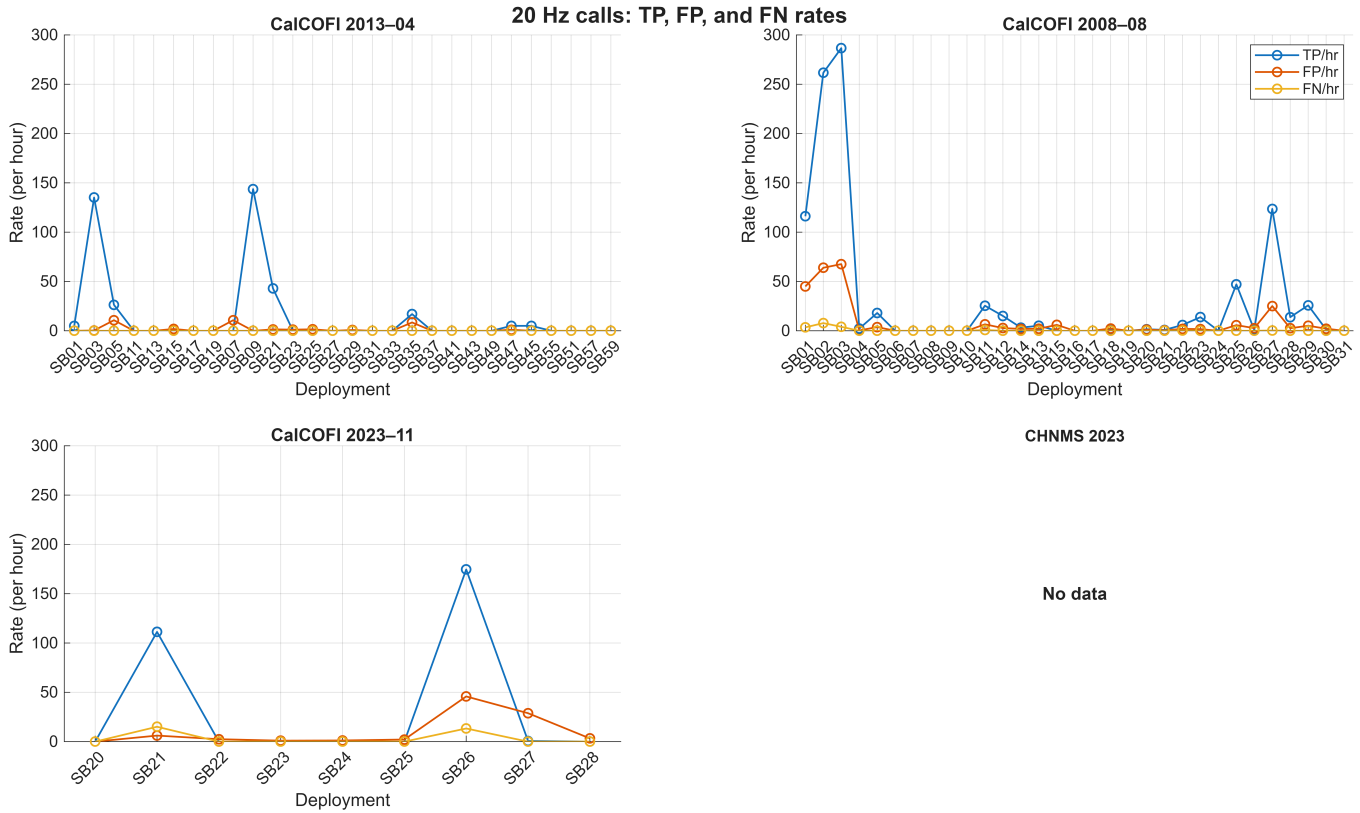 20 Hz calls: TP, FP, and FN rates
CalCOFI 2013–04
300
250
200
150
100
50
0
Rate (per hour)
SB01
SB03
SB05
SB11
SB13
SB15
SB17
SB19
SB07
SB09
SB21
SB23
SB25
SB27
SB29
SB31
SB33
SB35
SB37
SB41
SB43
SB49
SB47
SB45
SB55
SB51
SB57
SB59
Deployment
CalCOFI 2008–08
TP/hr
FP/hr
FN/hr
300
250
200
150
100
50
0
Rate (per hour)
SB01
SB02
SB03
SB04
SB05
SB06
SB07
SB08
SB09
SB10
SB11
SB12
SB14
SB13
SB15
SB16
SB17
SB18
SB19
SB20
SB21
SB22
SB23
SB24
SB25
SB26
SB27
SB28
SB29
SB30
SB31
Deployment
CalCOFI 2023–11
300
250
200
150
100
50
0
Rate (per hour)
SB20
SB21
SB22
SB23
SB24
SB25
SB26
SB27
SB28
Deployment
CHNMS 2023
No data